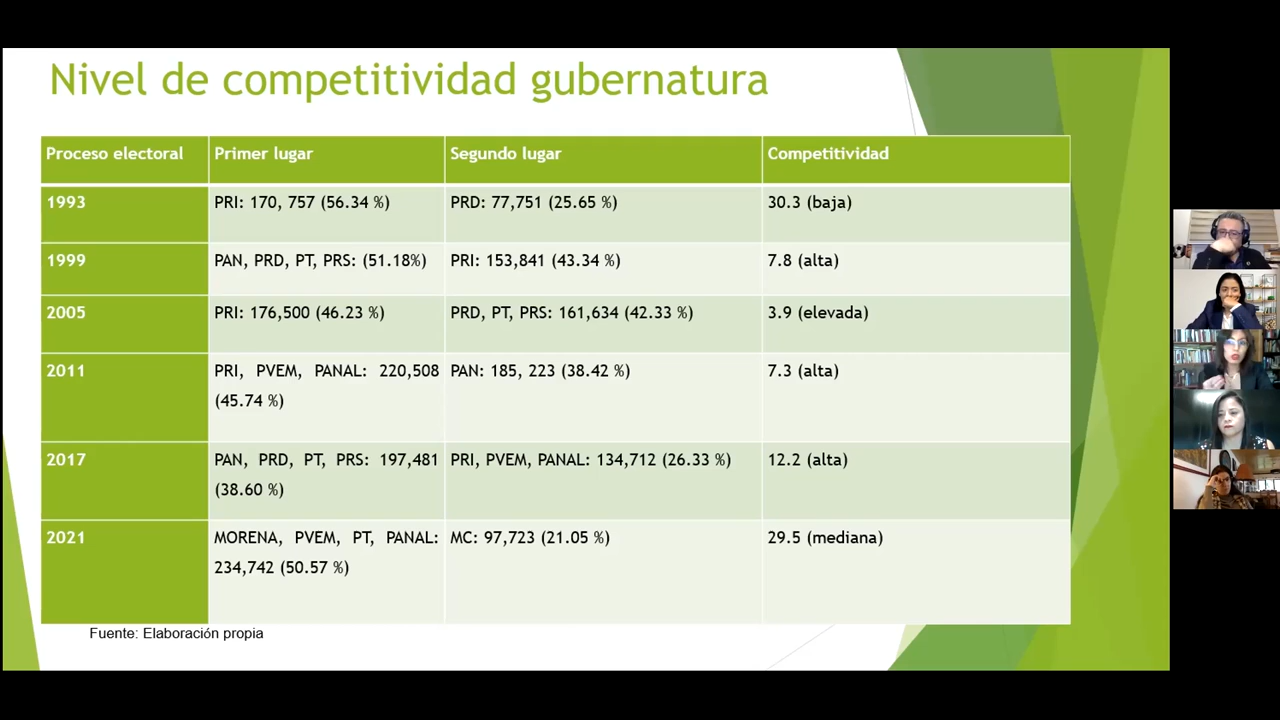 Nivel de competitividad gubernatura
Proceso electoral
Primer lugar
Segundo lugar
Competitividad
1993
PRI: 170, 757 (56.34 %)
PRD: 77,751 (25.65 %)
30.3 (baja)
1999
PAN, PRD, PT, PRS: (51.18%)
PRI: 153,841 (43.34 %)
7.8 (alta)
2005
PRI: 176,500 (46.23 %)
PRD, PT, PRS: 161,634 (42.33 %)
3.9 (elevada)
2011
PRI, PVEM, PANAL: 220,508
(45.74 %)
PAN: 185, 223 (38.42 %)
7.3 (alta)
2017
PAN, PRD, PT, PRS: 197,481
(38.60 %)
PRI, PVEM, PANAL: 134,712 (26.33 %)
12.2 (alta)
2021
MORENA, PVEM, PT, PANAL:
234,742 (50.57 %)
MC: 97,723 (21.05 %)
29.5 (mediana)
Fuente: Elaboración propia